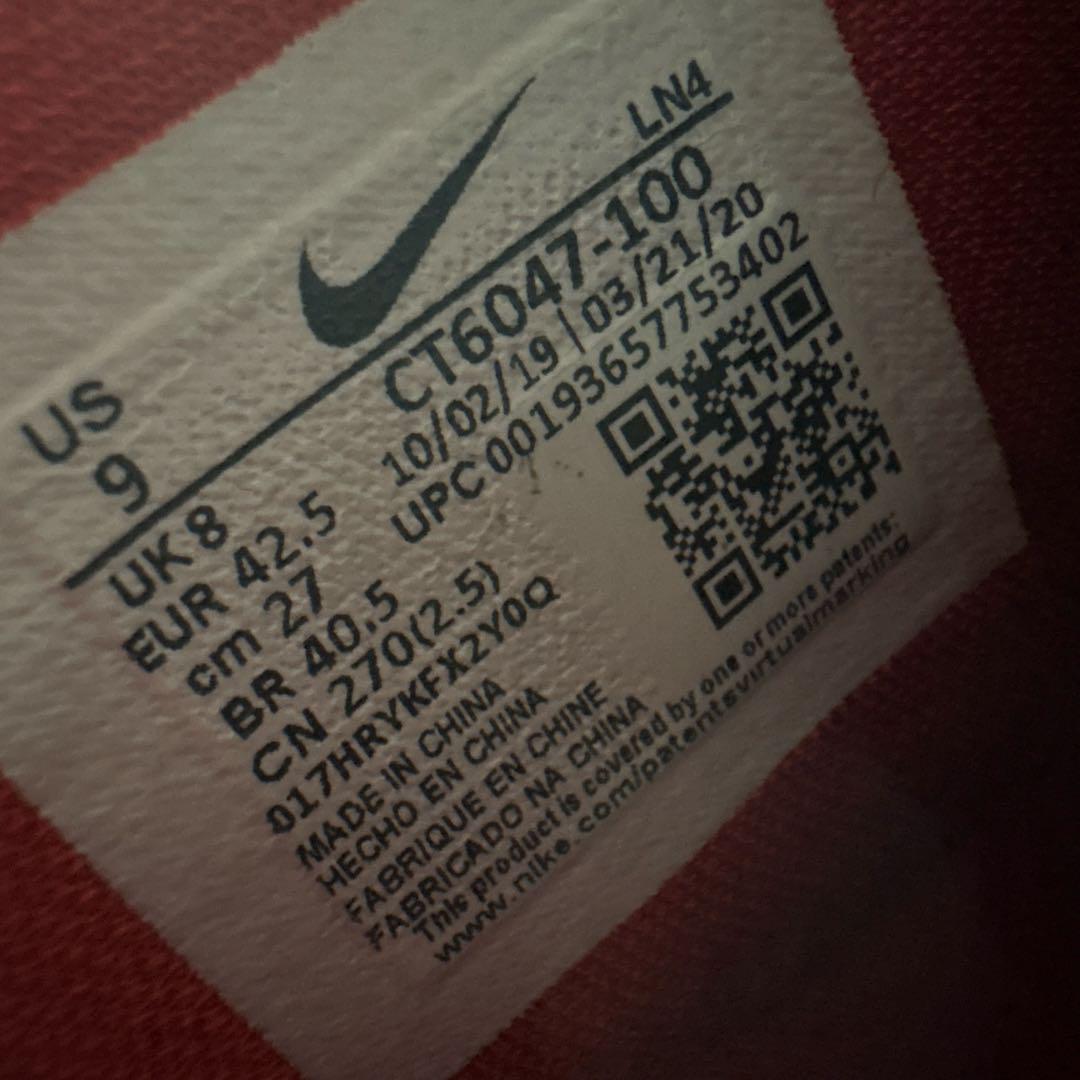 LN4
US
9
CT6047-100
10/02/19 | 03/21/20
UPC 00193657753402
UK 8
EUR 42.5
cm 27
BR 40,5
CN 270(2.5)
017HRYKFX2Y0Q
MADE IN CHINA
HECHO EN CHINA
FABRIQUE EN CHINE
FABRICADO NA CHINA
This product is covered by one or more patents:
www.nike.com/patentsvirtualmarking